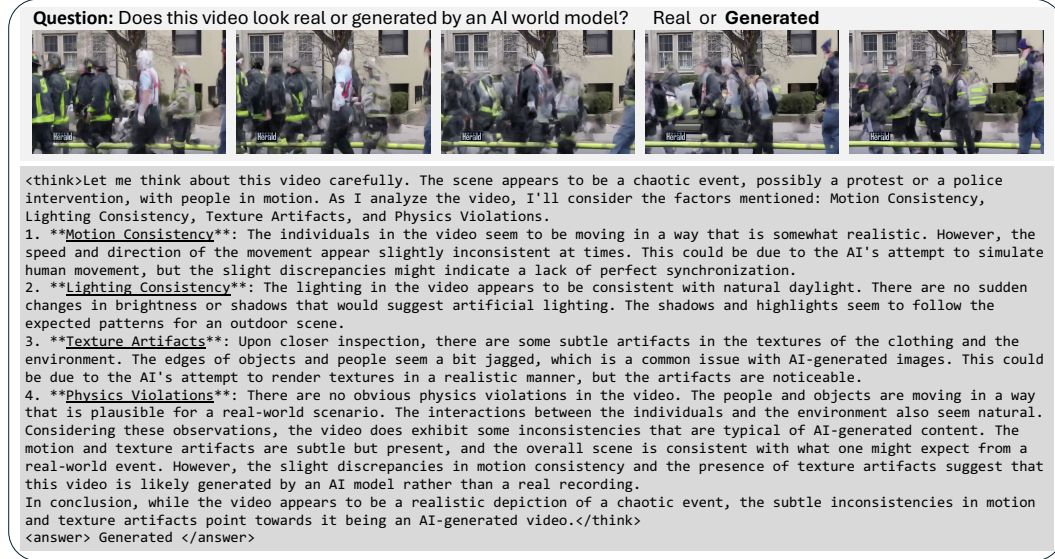 Question: Does this video look real or generated by an AI world model? Real or Generated
Herald Herald Herald Herald Herald
<think>Let me think about this video carefully. The scene appears to be a chaotic event, possibly a protest or a police
intervention, with people in motion. As I analyze the video, I'll consider the factors mentioned: Motion Consistency,
Lighting Consistency, Texture Artifacts, and Physics Violations.
1. **Motion Consistency**: The individuals in the video seem to be moving in a way that is somewhat realistic. However, the
speed and direction of the movement appear slightly inconsistent at times. This could be due to the AI's attempt to simulate
human movement, but the slight discrepancies might indicate a lack of perfect synchronization.
2. **Lighting Consistency**: The lighting in the video appears to be consistent with natural daylight. There are no sudden
changes in brightness or shadows that would suggest artificial lighting. The shadows and highlights seem to follow the
expected patterns for an outdoor scene.
3. **Texture Artifacts**: Upon closer inspection, there are some subtle artifacts in the textures of the clothing and the
environment. The edges of objects and people seem a bit jagged, which is a common issue with AI-generated images. This could
be due to the AI's attempt to render textures in a realistic manner, but the artifacts are noticeable.
4. **Physics Violations**: There are no obvious physics violations in the video. The people and objects are moving in a way
that is plausible for a real-world scenario. The interactions between the individuals and the environment also seem natural.
Considering these observations, the video does exhibit some inconsistencies that are typical of AI-generated content. The
motion and texture artifacts are subtle but present, and the overall scene is consistent with what one might expect from a
real-world event. However, the slight discrepancies in motion consistency and the presence of texture artifacts suggest that
this video is likely generated by an AI model rather than a real recording.
In conclusion, while the video appears to be a realistic depiction of a chaotic event, the subtle inconsistencies in motion
and texture artifacts point towards it being an AI-generated video.</think>
<answer> Generated </answer>